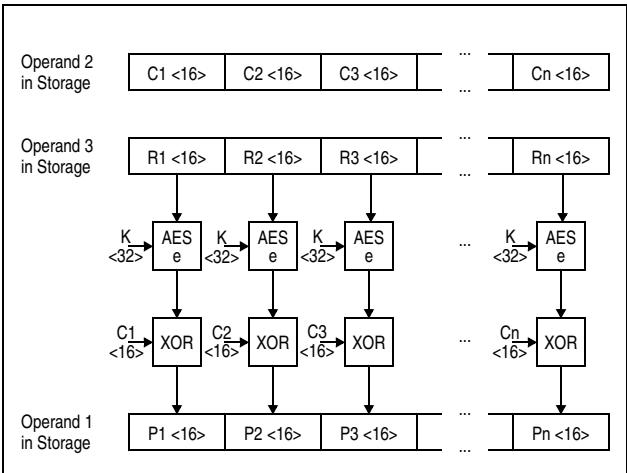 Operand 2
in Storage
C1 <16> C2 <16> C3 <16> ... ... Cn <16>
Operand 3
in Storage
R1 <16> R2 <16> R3 <16> ... ... Rn <16>
K
<32>
AES
e
K
<32>
AES
e
K
<32>
AES
e
...
K
<32>
AES
e
C1
<16>
XOR
C2
<16>
XOR
C3
<16>
XOR
...
Cn
<16>
XOR
Operand 1
in Storage
P1 <16> P2 <16> P3 <16> ... ... Pn <16>